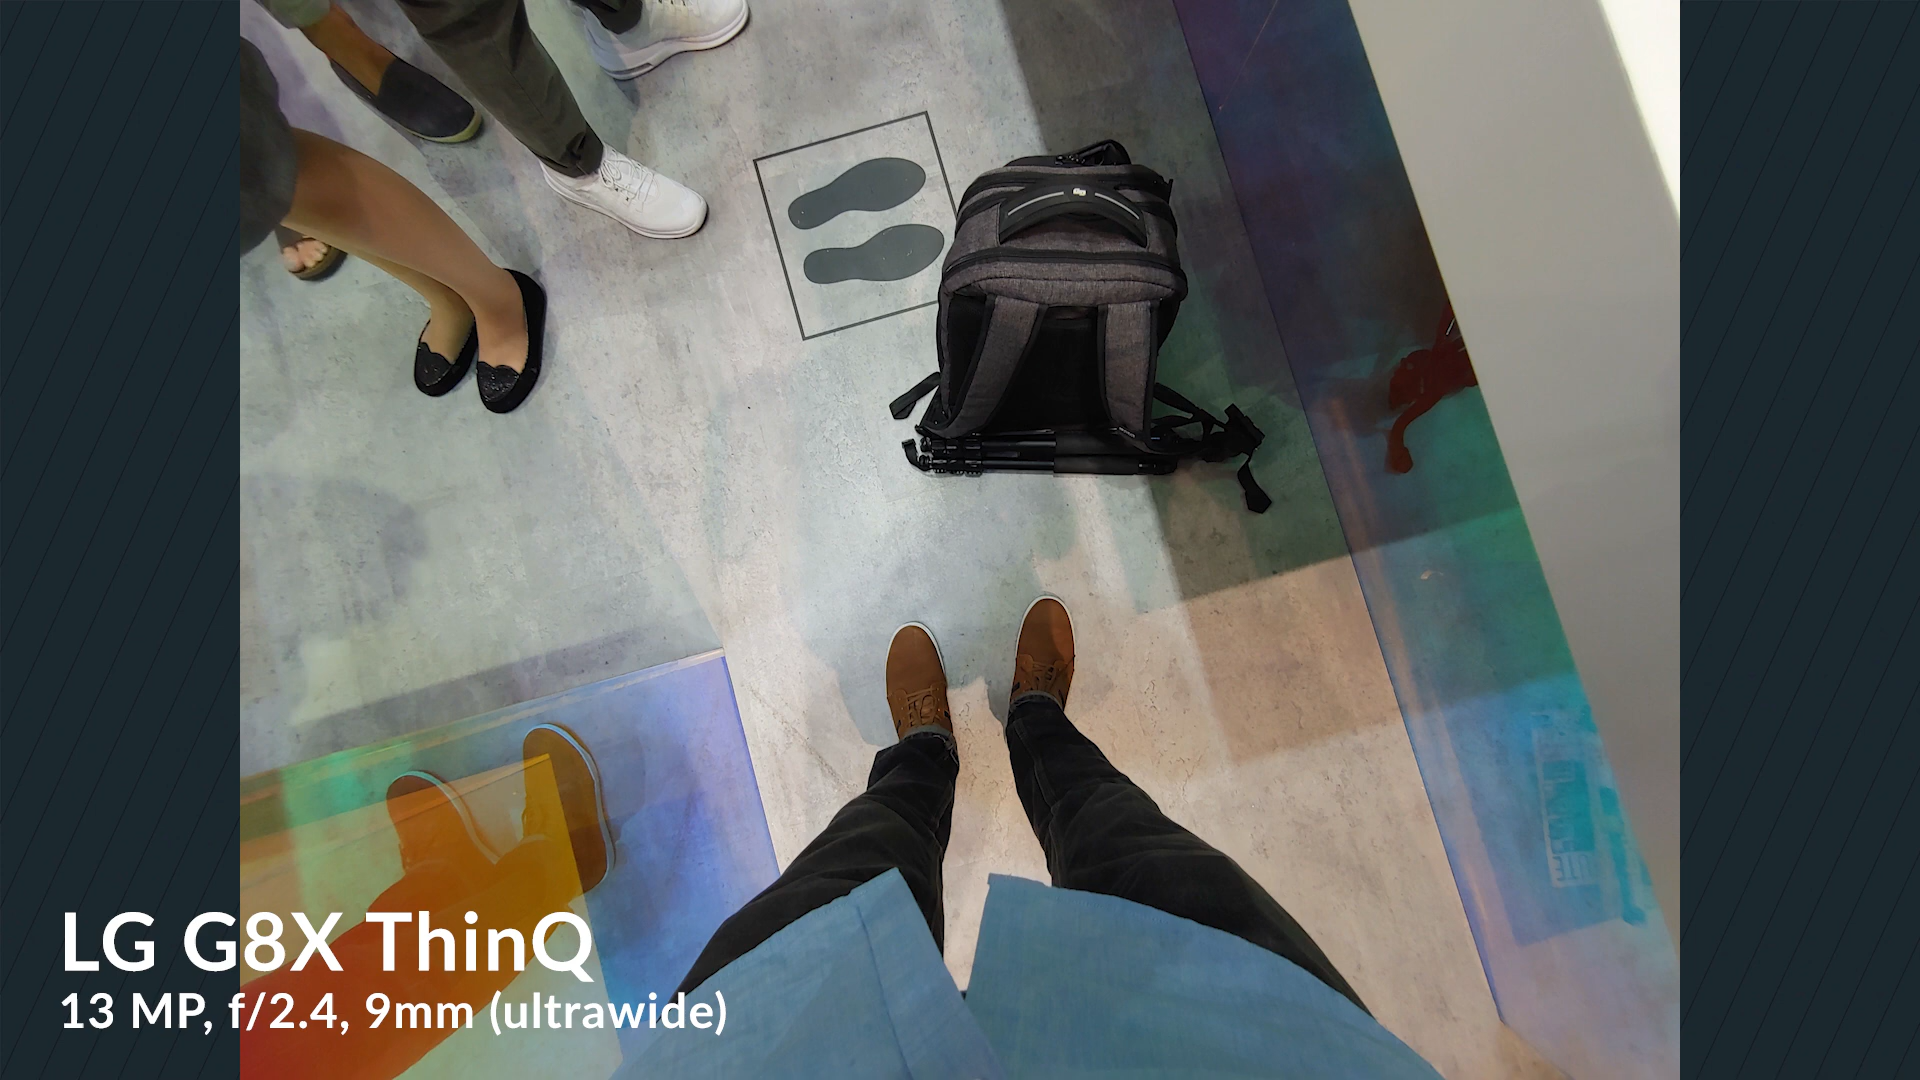 LG G8X ThinQ
13 MP, f/2.4, 9mm (ultrawide)